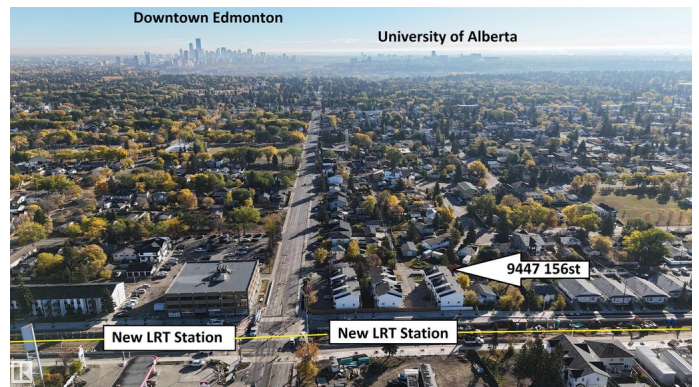 Downtown Edmonton
University of Alberta
9447 156st
New LRT Station
New LRT Station